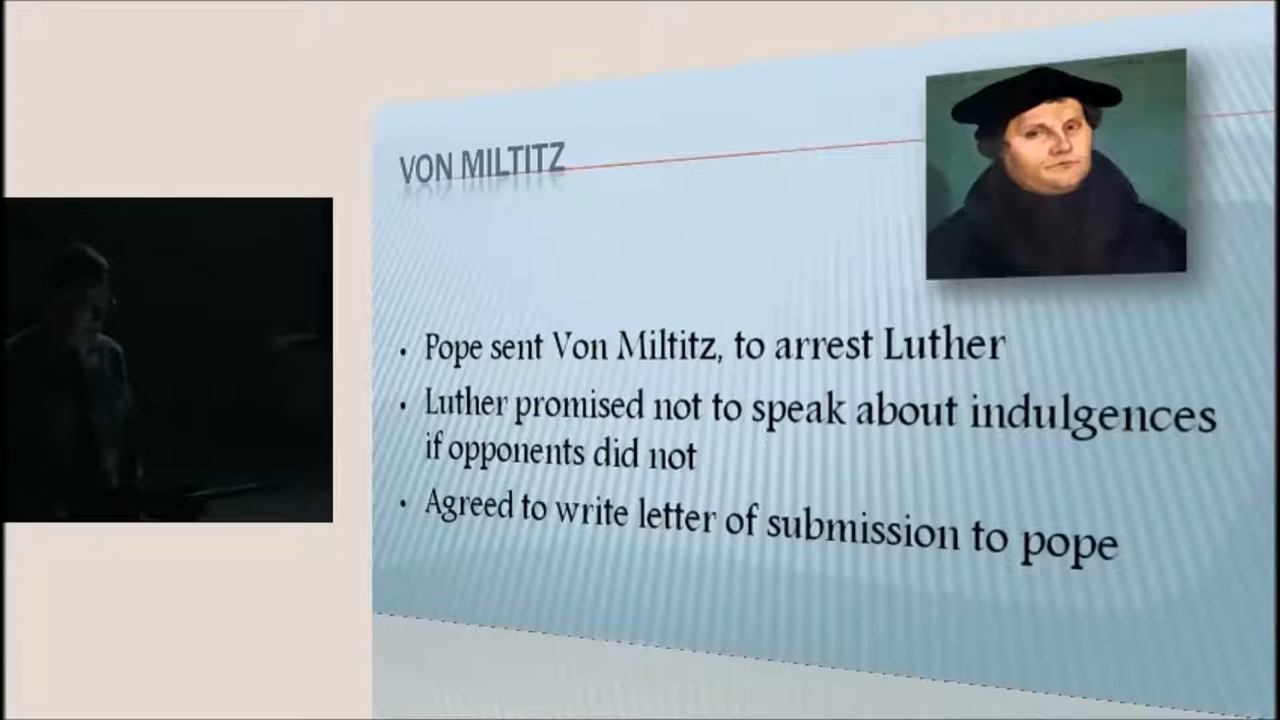 VON MILTITZ
• Pope sent Von Miltitz, to arrest Luther
• Luther promised not to speak about indulgences
if opponents did not
• Agreed to write letter of submission to pope